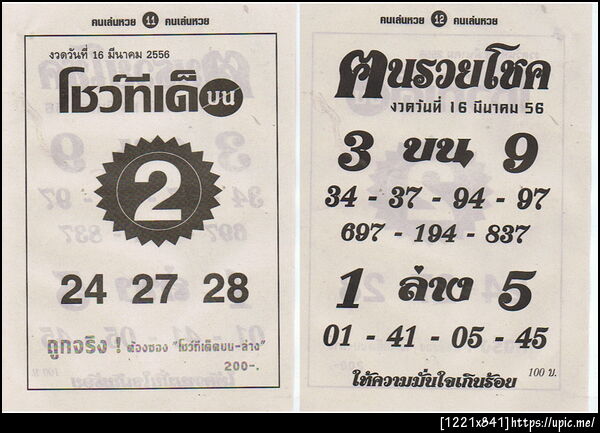 คนเล่นหวย 11 คนเล่นหวย
งวดวันที่ 16 มีนาคม 2556
โชว์ทีเด็ด บน
2
24 27 28
ถูกจริง ! ต้องซอง "โชว์ทีเด็ดบน-ล่าง"
200-.
คนเล่นหวย 12 คนเล่นหวย
ฅนรวยโชค
งวดวันที่ 16 มีนาคม 56
3 บน 9
34 - 37 - 94 - 97
697 - 194 - 837
1 ล่าง 5
01 - 41 - 05 - 45
ให้ความมั่นใจเกินร้อย
100 บ.
[1221x841]https://upic.me/